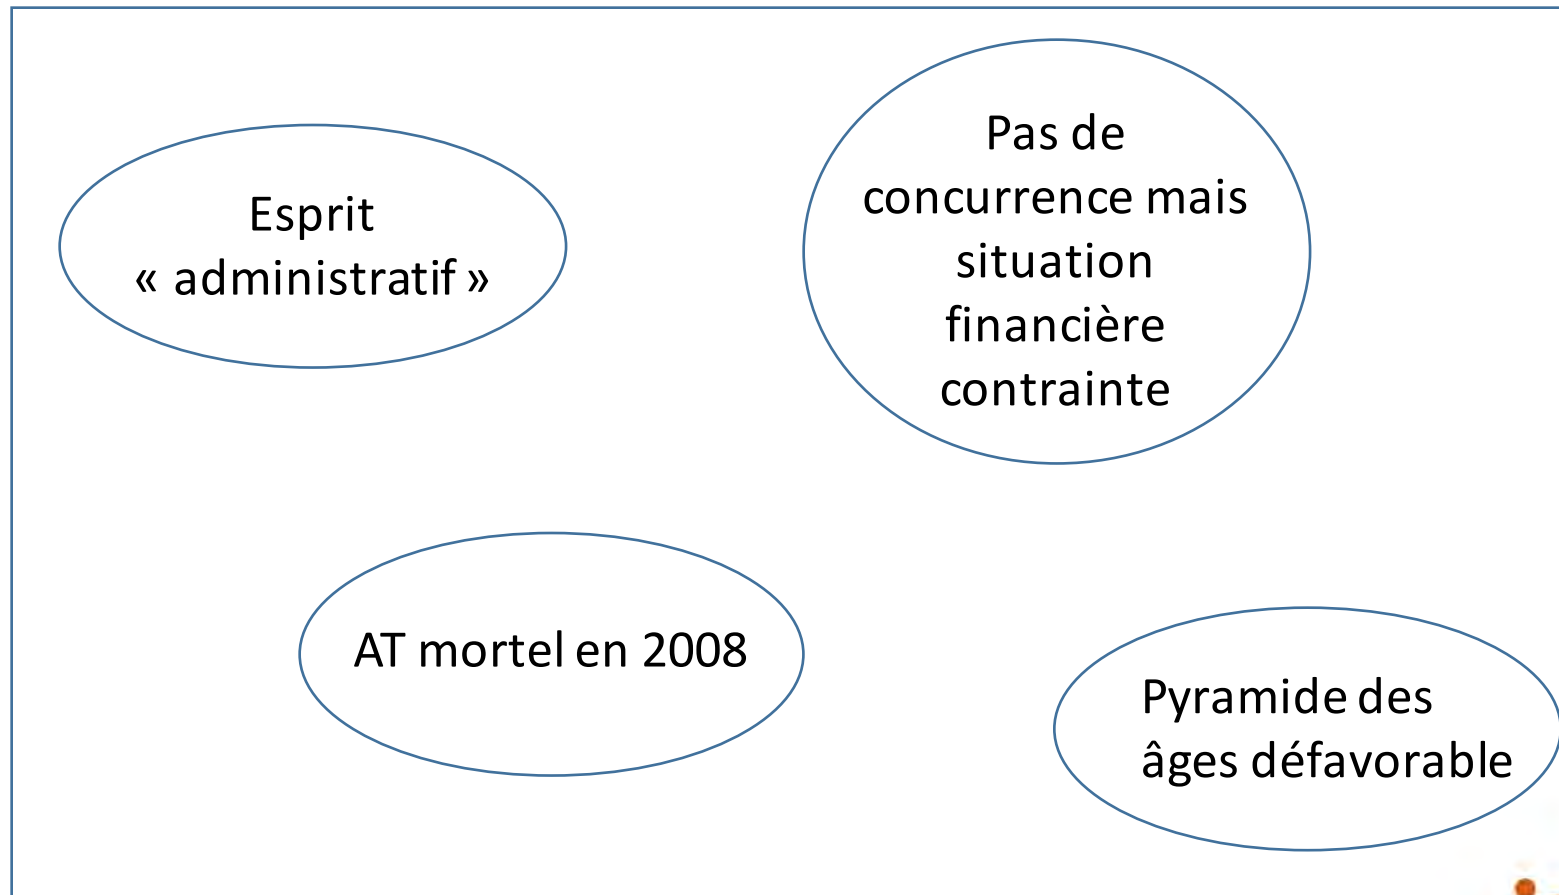 Esprit
« administratif »
Pas de
concurrence mais
situation
financière
contrainte
AT mortel en 2008
Pyramide des
âges défavorable